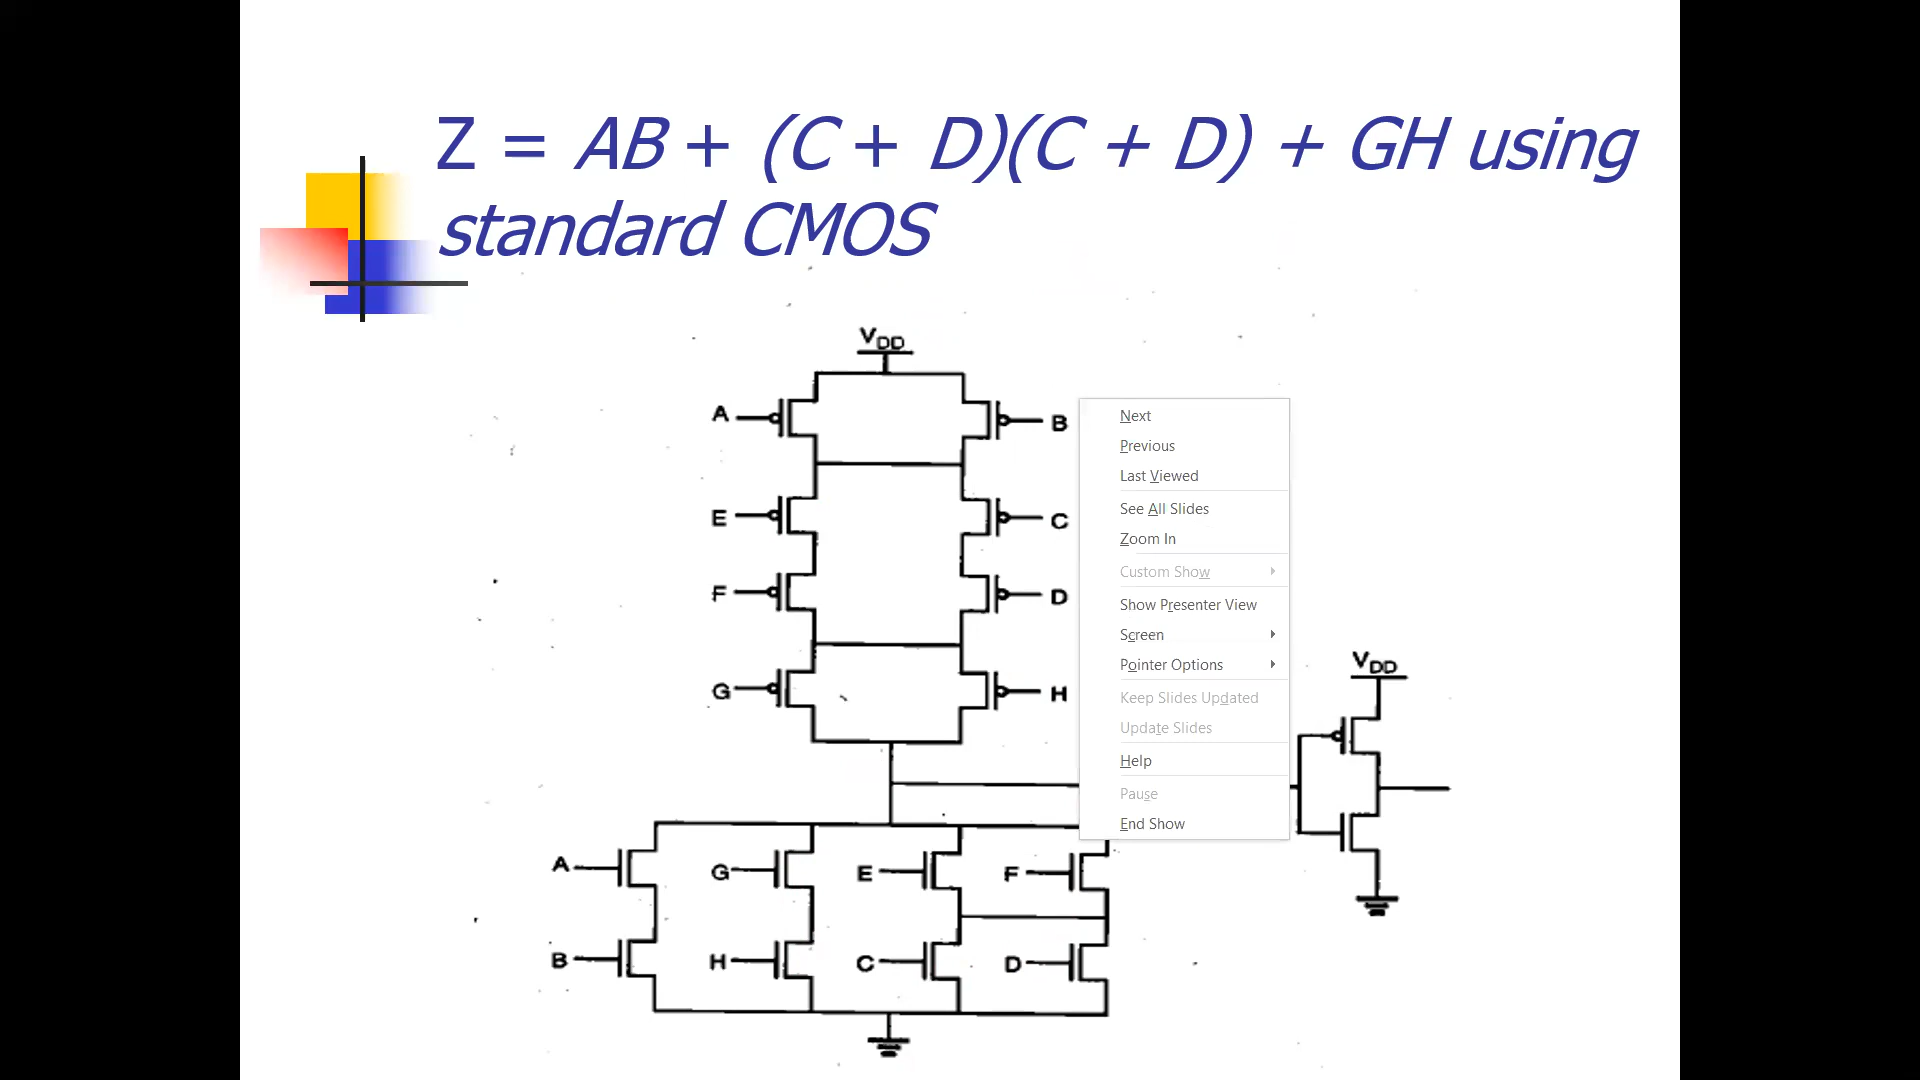 Z = AB + (C + D)(C + D) + GH using
standard CMOS
VDD
A
B
E
C
F
D
G
H
Next
Previous
Last Viewed
See All Slides
Zoom In
Custom Show
Show Presenter View
Screen
Pointer Options
Keep Slides Updated
Update Slides
Help
Pause
End Show
VDD
A
G
E
F
B
H
C
D